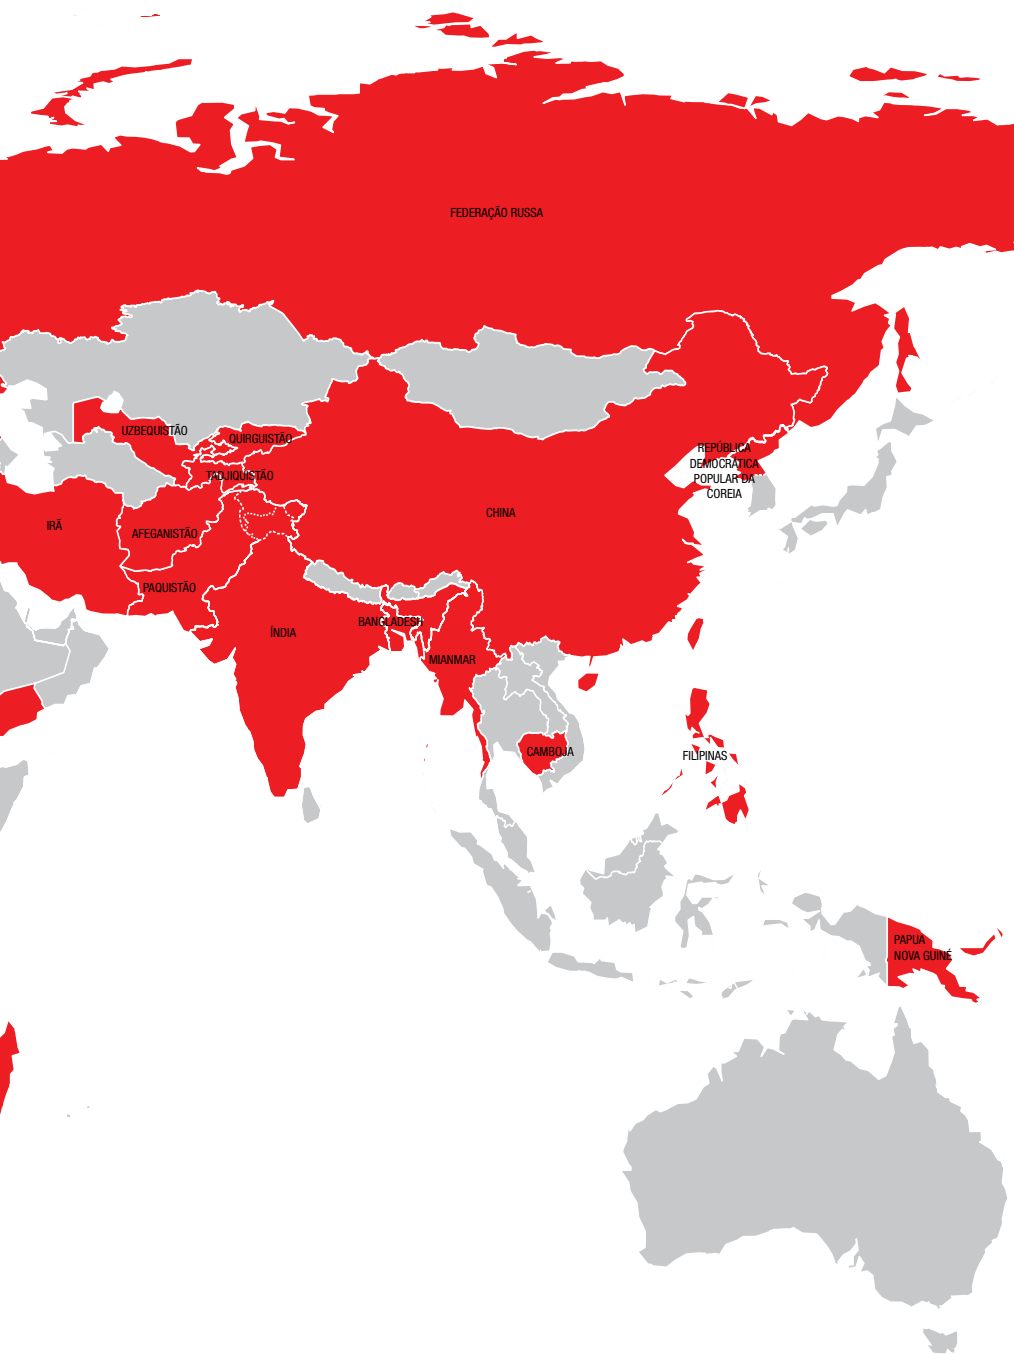 FEDERAÇÃO RUSSA
UZBEQUISTÃO
QUIRGUISTÃO
REPÚBLICA
DEMOCRÁTICA
POPULAR DA
COREIA
TADJIQUISTÃO
CHINA
IRÃ
AFEGANISTÃO
PAQUISTÃO
BANGLADESH
ÍNDIA
MIANMAR
CAMBOJA
FILIPINAS
PAPUA
NOVA GUINÉ